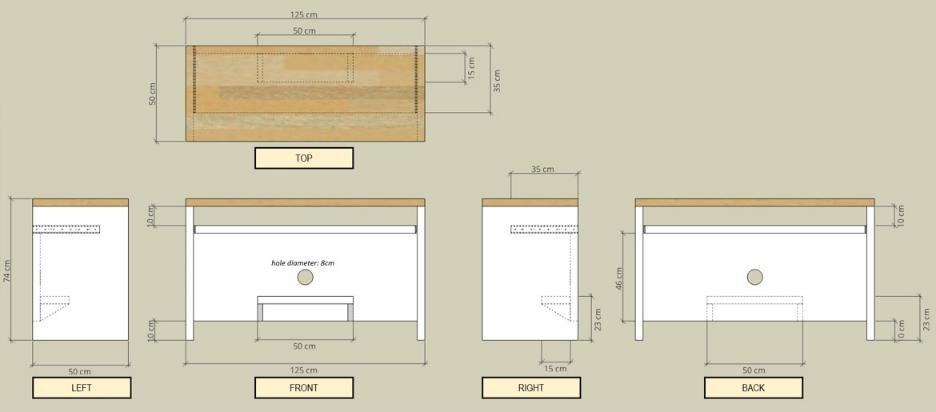 125 cm
50 cm
50 cm
15 cm
35 cm
TOP
35 cm
74 cm
10 cm
10 cm
hole diameter: 8cm
46 cm
10 cm
50 cm
23 cm
0 cm
23 cm
50 cm
125 cm
15 cm
50 cm
LEFT
FRONT
RIGHT
BACK